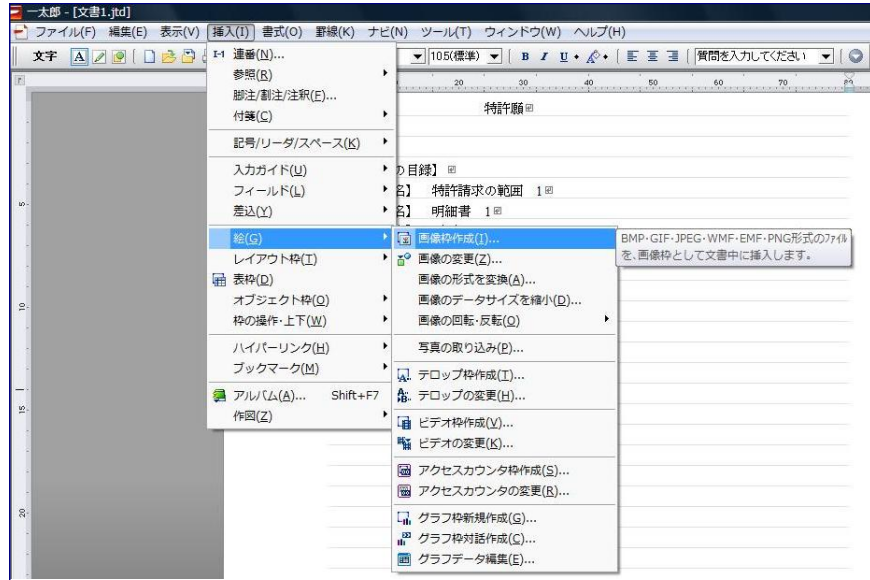 一太郎 - [文書1.jtd]
ファイル(F) 編集(E) 表示(V) 挿入(I) 書式(O) 罫線(K) ナビ(N) ツール(T) ウィンドウ(W) ヘルプ(H)
文字 A 10.5(標準) B I U 質問を入力してください
20 30 40 50 60 70 80
連番(N)...
参照(R)
脚注/割注/注釈(F)...
付箋(C)
記号/リーダ/スペース(K)
入力ガイド(U)
フィールド(L)
差込(Y)
絵(G)
レイアウト枠(T)
表枠(D)
オブジェクト枠(O)
枠の操作・上下(W)
ハイパーリンク(H)
ブックマーク(M)
アルバム(A)... Shift+F7
作図(Z)
特許願
の目録】
名】 特許請求の範囲 1
名】 明細書 1
画像枠作成(I)...
画像の変更(Z)...
画像の形式を変換(A)...
画像のデータサイズを縮小(D)...
画像の回転・反転(O)
写真の取り込み(P)...
テロップ枠作成(T)...
テロップの変更(H)...
ビデオ枠作成(V)...
ビデオの変更(K)...
アクセスカウンタ枠作成(S)...
アクセスカウンタの変更(R)...
グラフ枠新規作成(G)...
グラフ枠対話作成(C)...
グラフデータ編集(E)...
BMP・GIF・JPEG・WMF・EMF・PNG形式のファイル
を、画像枠として文書中に挿入します。
5
10
15
20